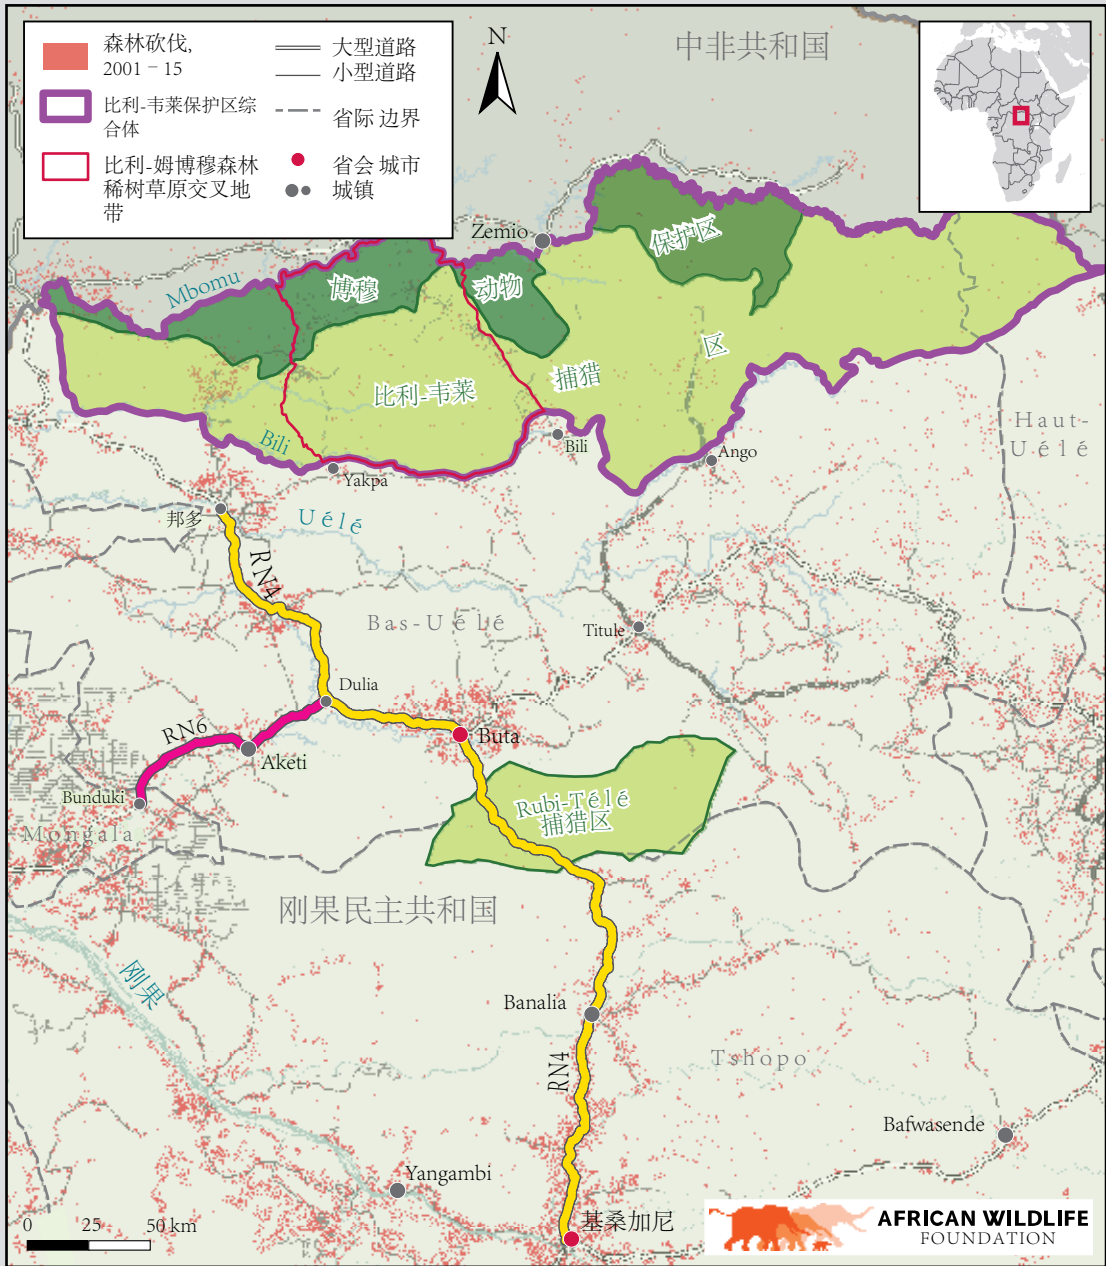 森林砍伐,
2001 – 15
比利-韦莱保护区综
合体
比利-姆博穆森林
稀树草原交叉地
带
大型道路
小型道路
省际 边界
省会 城市
城镇
N
中非共和国
Zemio
保护区
Mbomu
博穆
动物
区
捕猎
比利-韦莱
Haut-
Uélé
Bili
Bili
Ango
Yakpa
邦多
Uélé
RN4
Bas-Uélé
Titule
Dulia
RN6
Buta
Aketi
Bunduki
Rubi-Télé
捕猎区
Mongala
刚果民主共和国
刚果
Banalia
RN4
Tshopo
Bafwasende
Yangambi
基桑加尼
0 25 50 km
AFRICAN WILDLIFE
FOUNDATION